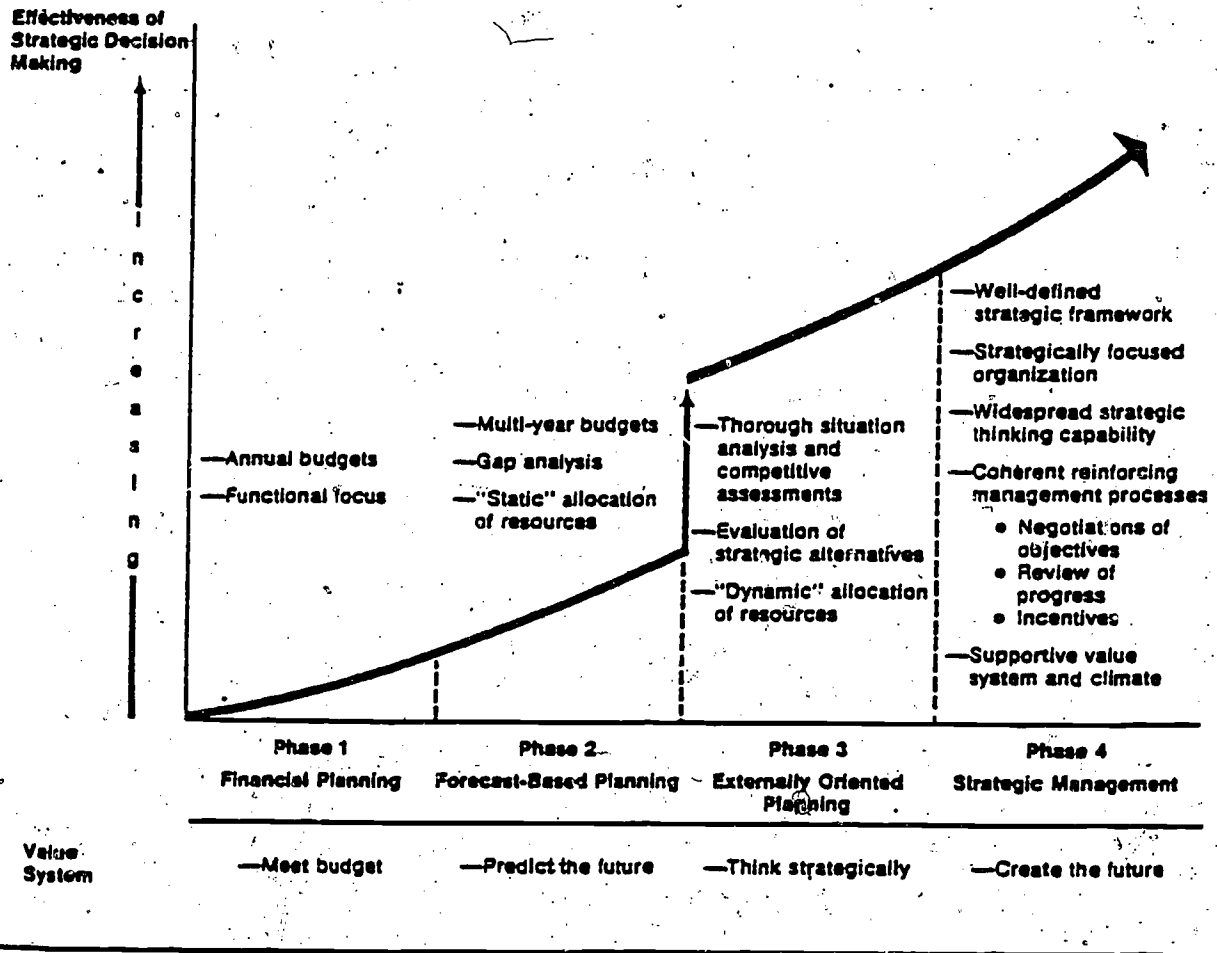 Effectiveness of
Strategic Decision
Making
Increasing
—Annual budgets
—Functional focus
—Multi-year budgets
—Gap analysis
—"Static" allocation
of resources
—Thorough situation
analysis and
competitive
assessments
—Evaluation of
strategic alternatives
—"Dynamic" allocation
of resources
—Well-defined
strategic framework
—Strategically focused
organization
—Widespread strategic
thinking capability
—Coherent reinforcing
management processes
• Negotiations of
objectives
• Review of
progress
• Incentives
—Supportive value
system and climate
Phase 1
Financial Planning
Phase 2
Forecast-Based Planning
Phase 3
Externally Oriented
Planning
Phase 4
Strategic Management
Value
System
—Meet budget
—Predict the future
—Think strategically
—Create the future